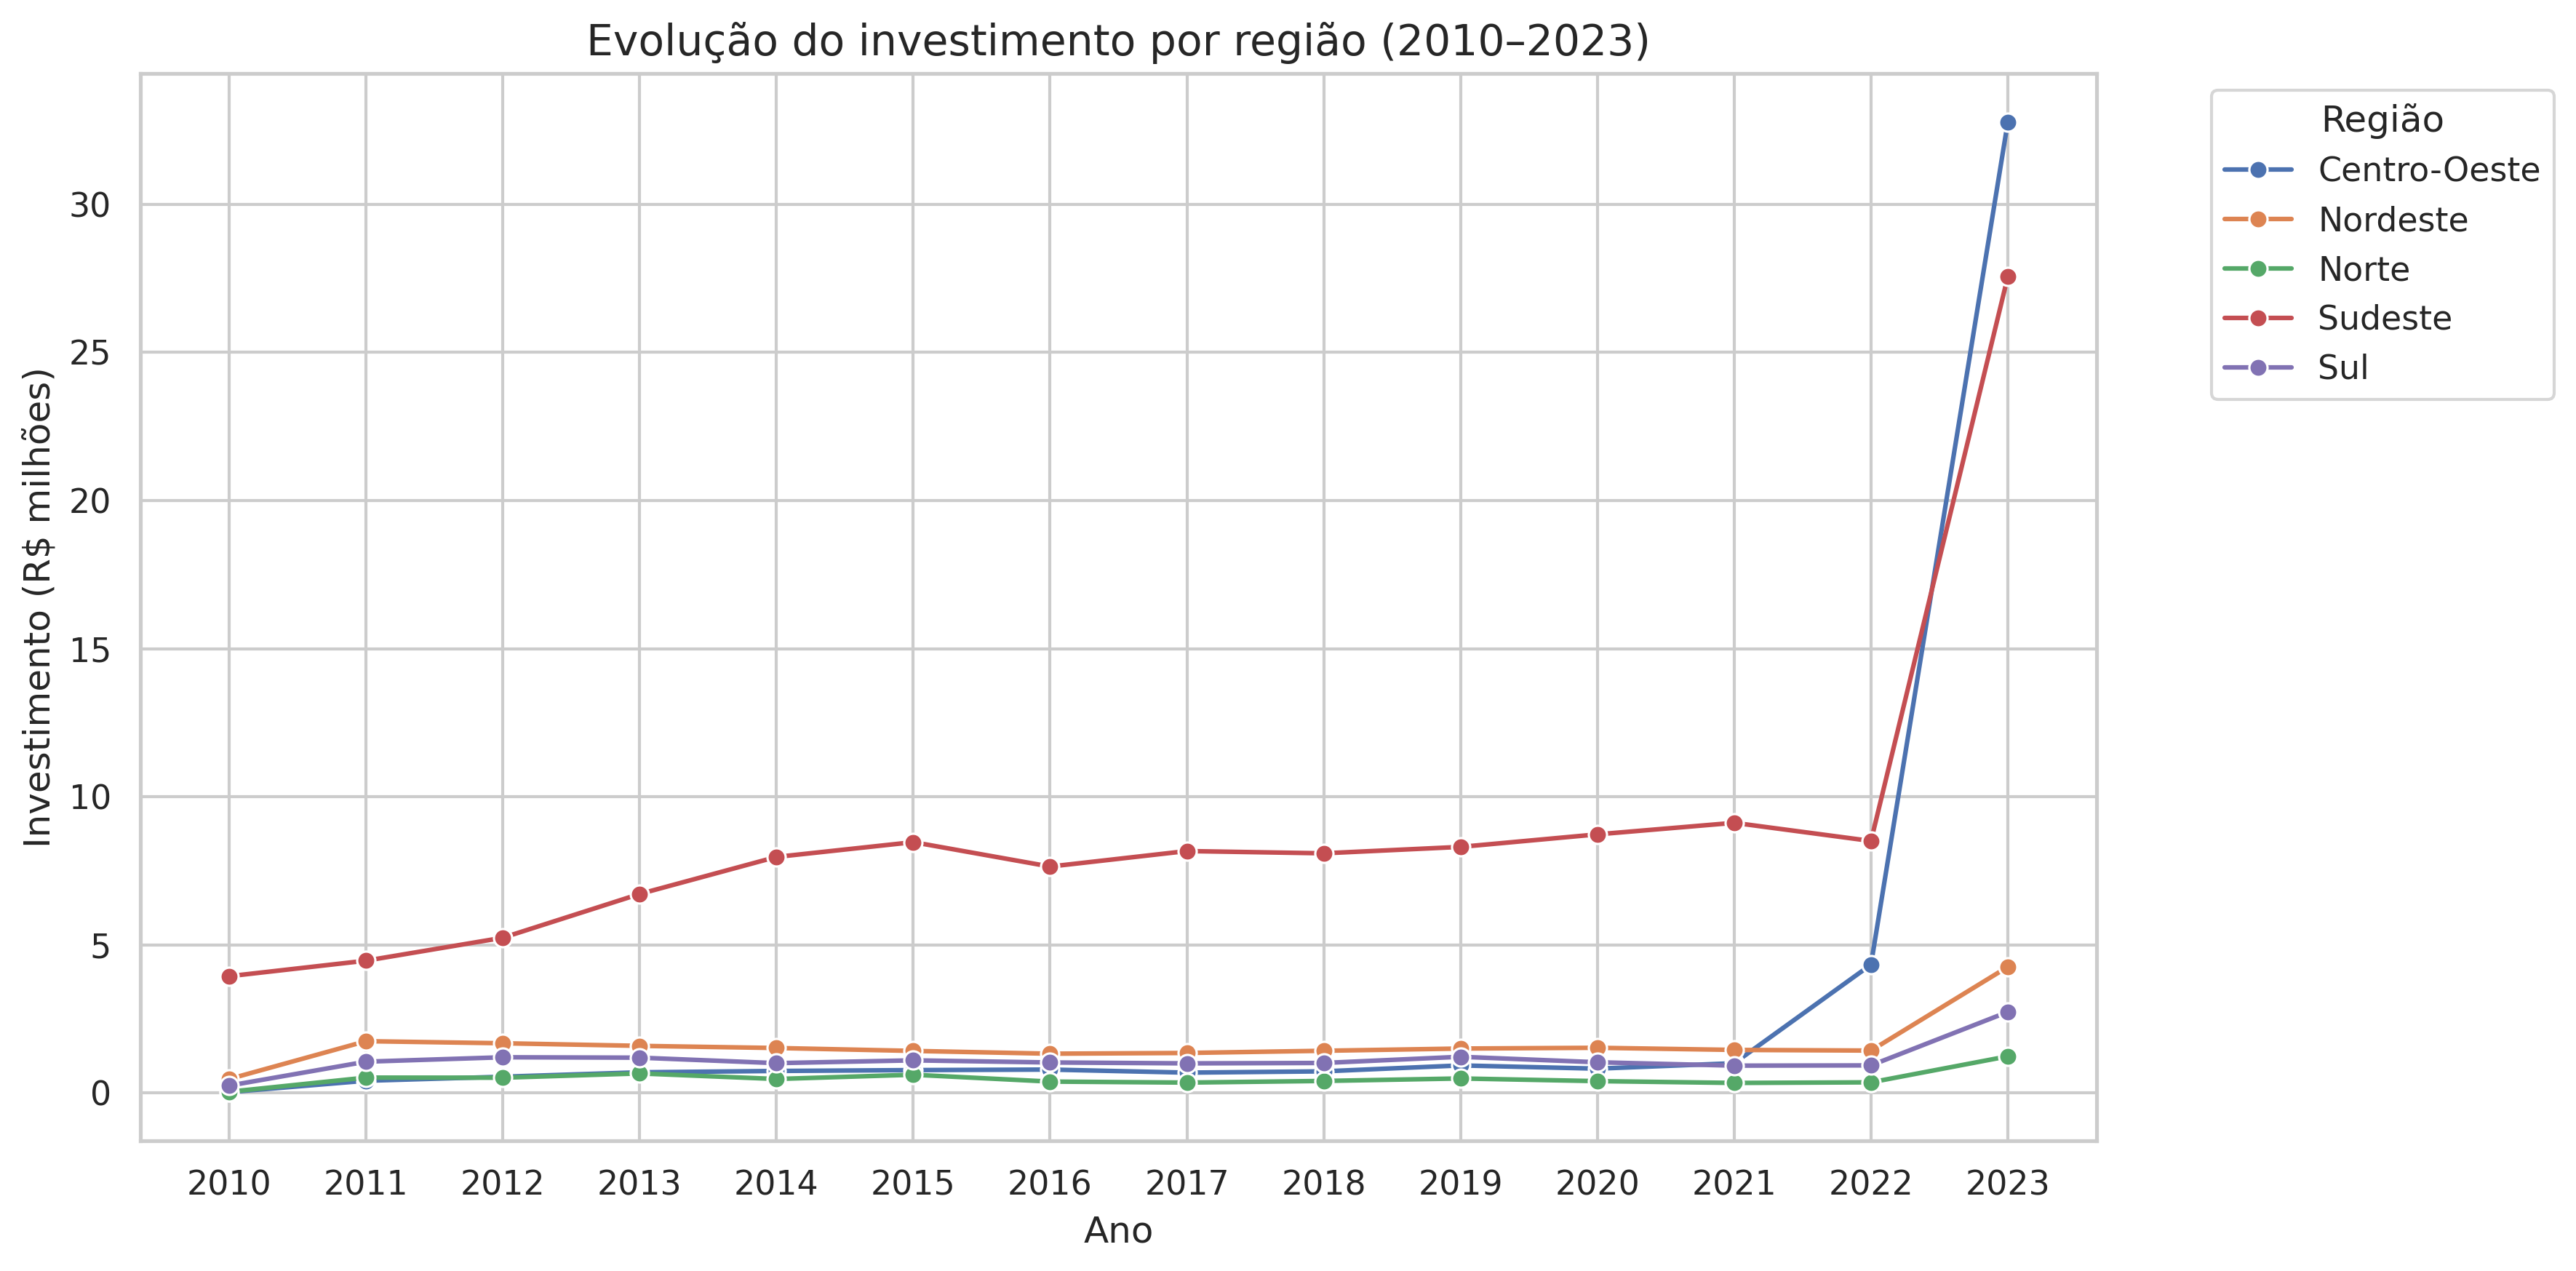 Evolução do investimento por região (2010–2023)
Investimento (R$ milhões)
30
25
20
15
10
5
0
2010 2011 2012 2013 2014 2015 2016 2017 2018 2019 2020 2021 2022 2023
Ano
Região
Centro-Oeste
Nordeste
Norte
Sudeste
Sul